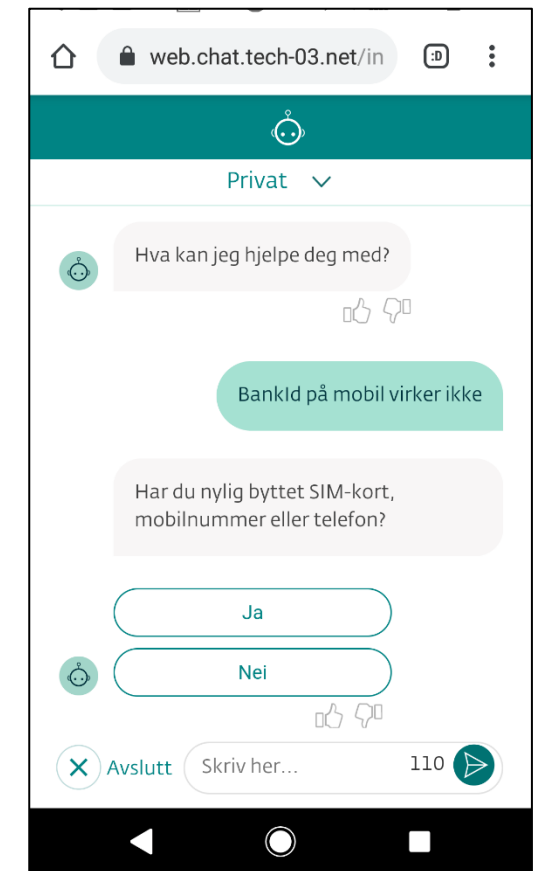 web.chat.tech-03.net/in
:D
Privat
Hva kan jeg hjelpe deg med?
BankId på mobil virker ikke
Har du nylig byttet SIM-kort,
mobilnummer eller telefon?
Ja
Nei
Avslutt
Skriv her...
110